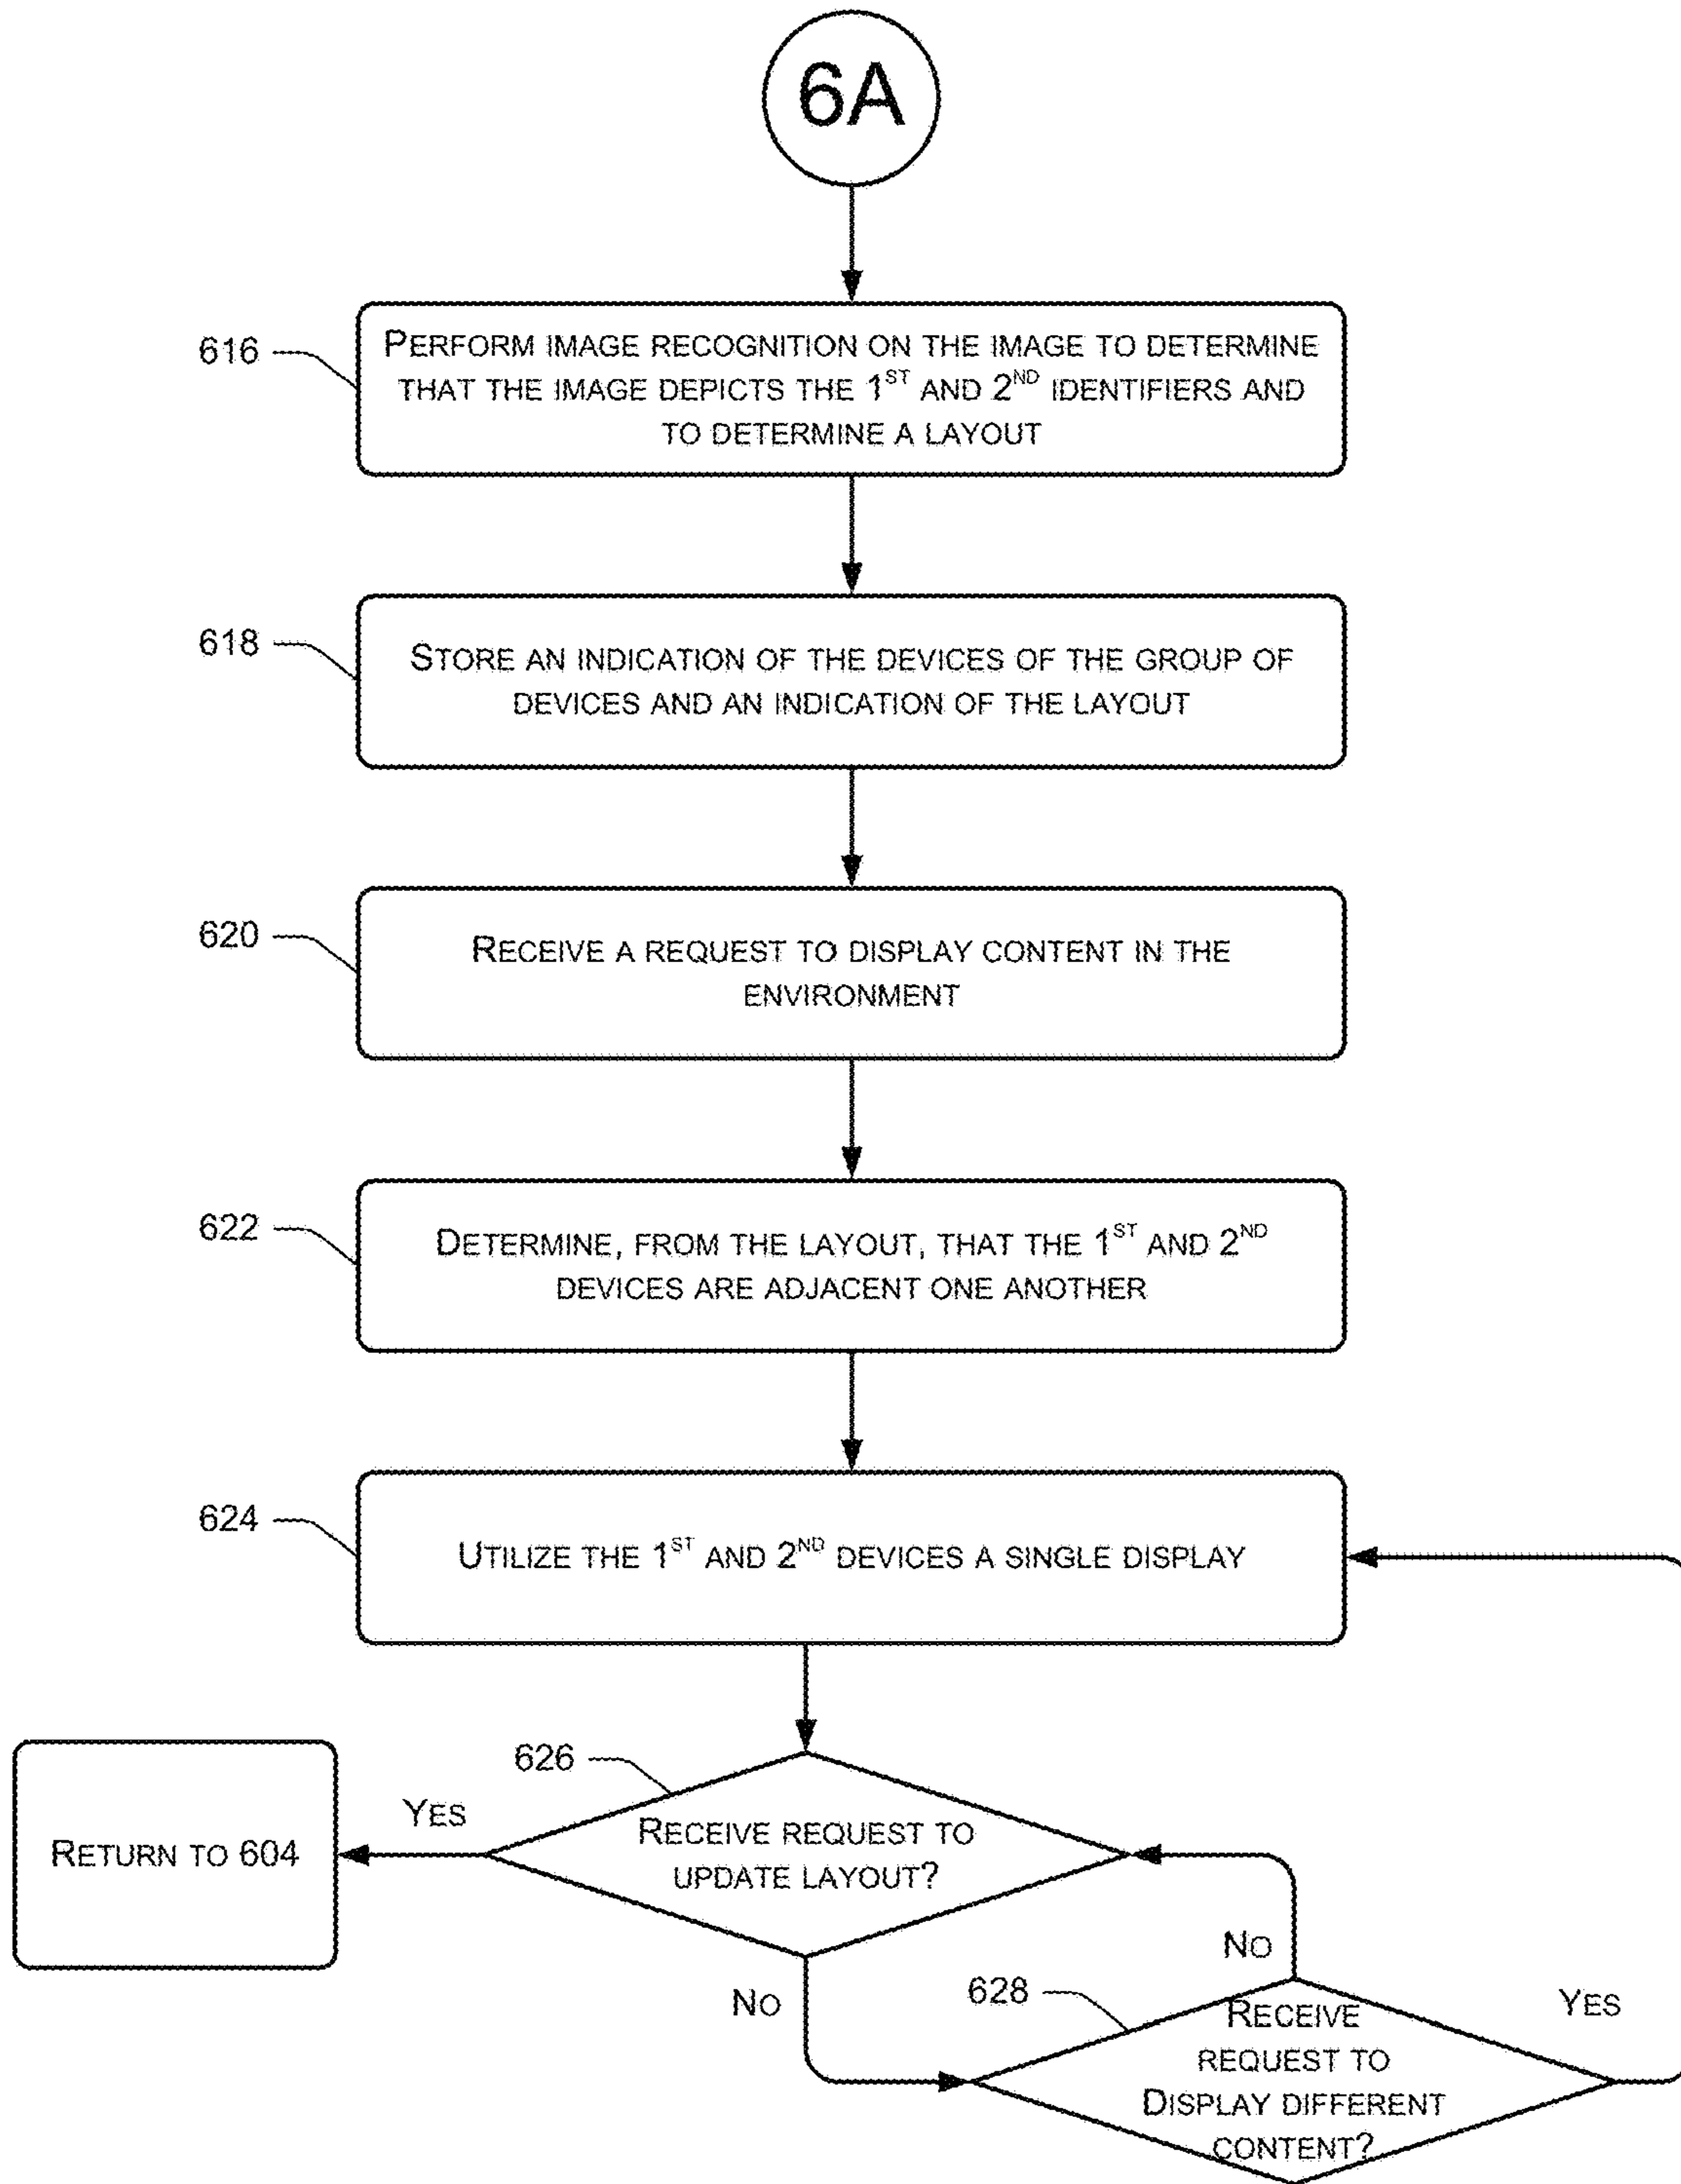 6A
616
PERFORM IMAGE RECOGNITION ON THE IMAGE TO DETERMINE
THAT THE IMAGE DEPICTS THE 1ST AND 2ND IDENTIFIERS AND
TO DETERMINE A LAYOUT
618
STORE AN INDICATION OF THE DEVICES OF THE GROUP OF
DEVICES AND AN INDICATION OF THE LAYOUT
620
RECEIVE A REQUEST TO DISPLAY CONTENT IN THE
ENVIRONMENT
622
DETERMINE, FROM THE LAYOUT, THAT THE 1ST AND 2ND
DEVICES ARE ADJACENT ONE ANOTHER
624
UTILIZE THE 1ST AND 2ND DEVICES A SINGLE DISPLAY
626
RECEIVE REQUEST TO
UPDATE LAYOUT?
YES
RETURN TO 604
NO
628
RECEIVE
REQUEST TO
DISPLAY DIFFERENT
CONTENT?
NO
YES